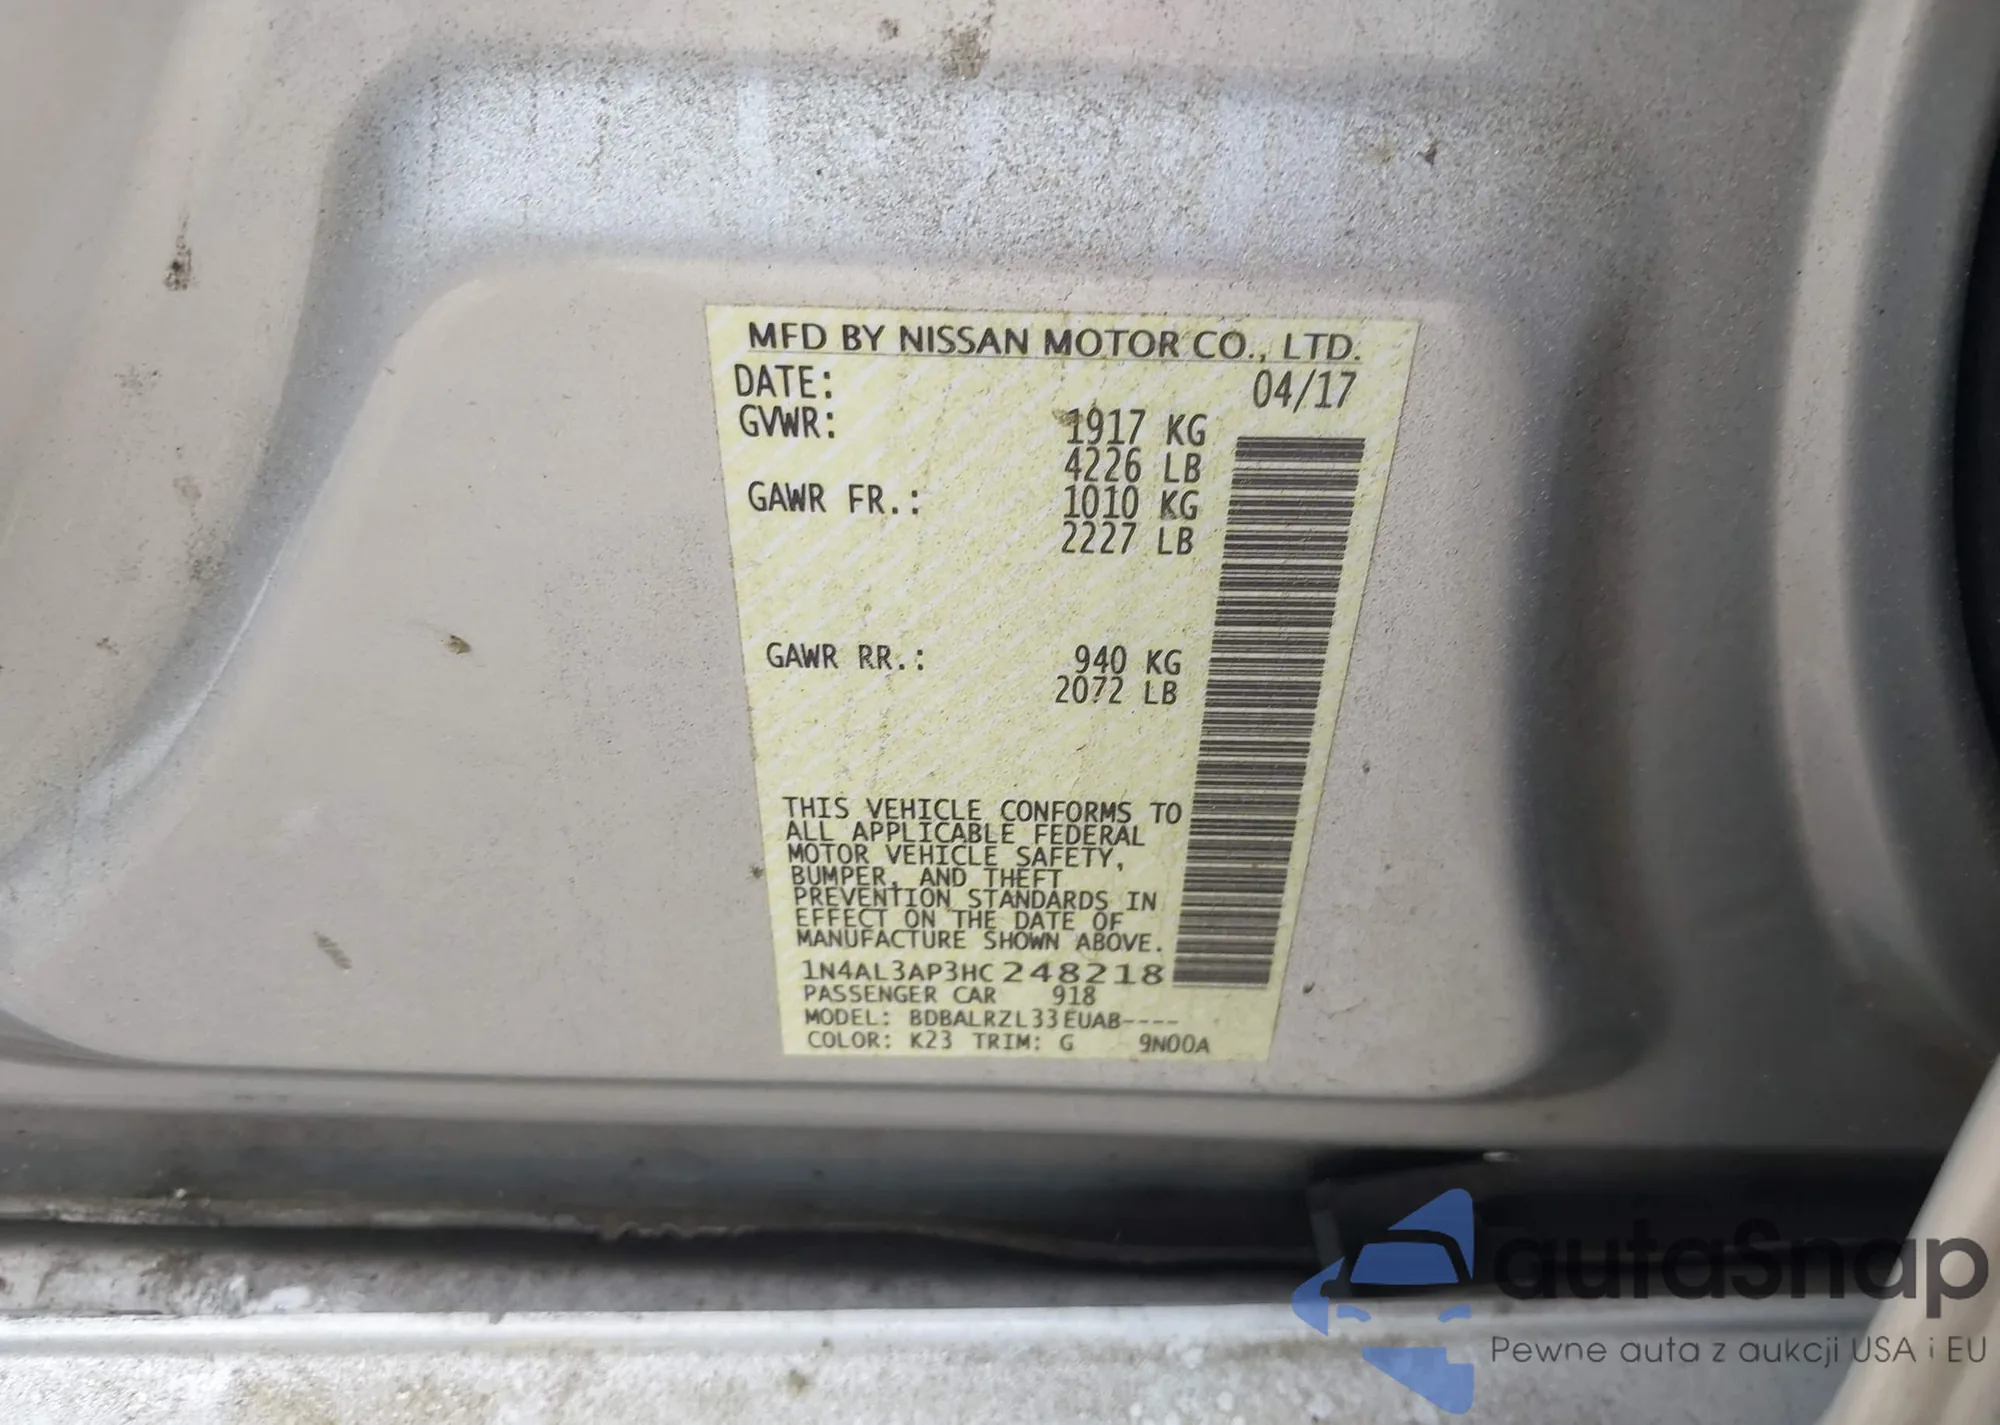 MFD BY NISSAN MOTOR CO., LTD.
DATE: 04/17
GVWR: 1917 KG
4226 LB
GAWR FR.: 1010 KG
2227 LB
GAWR RR.: 940 KG
2072 LB
THIS VEHICLE CONFORMS TO
ALL APPLICABLE FEDERAL
MOTOR VEHICLE SAFETY,
BUMPER, AND THEFT
PREVENTION STANDARDS IN
EFFECT ON THE DATE OF
MANUFACTURE SHOWN ABOVE.
1N4AL3AP3HC248218
PASSENGER CAR 918
MODEL: BDBALRZL33EUAB----
COLOR: K23 TRIM: G 9N00A
autaSnap
Pewne auta z aukcji USA i EU